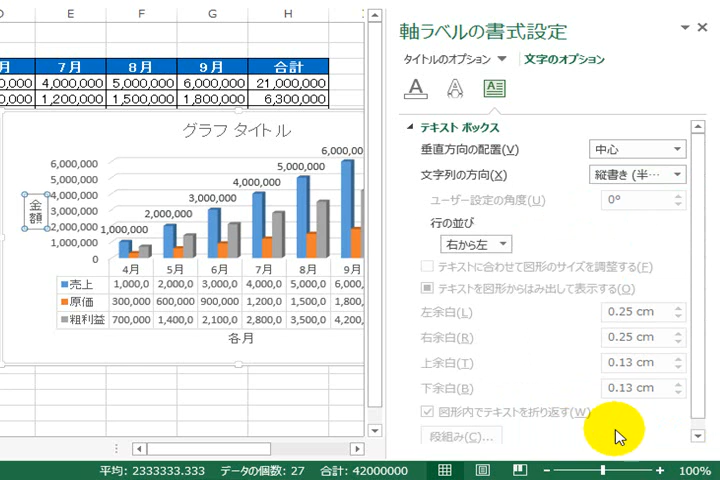 D E F G H I
月 7月 8月 9月 合計
0,000 4,000,000 5,000,000 6,000,000 21,000,000
0,000 1,200,000 1,500,000 1,800,000 6,300,000
グラフ タイトル
6,000,000
5,000,000
4,000,000
3,000,000
2,000,000
1,000,000
0
1,000,000
2,000,000
3,000,000
4,000,000
5,000,000
6,000,0
金額
4月 5月 6月 7月 8月 9月
売上 1,000,0 2,000,0 3,000,0 4,000,0 5,000,0 6,000,
原価 300,000 600,000 900,000 1,200,0 1,500,0 1,800,
粗利益 700,000 1,400,0 2,100,0 2,800,0 3,500,0 4,200,
各月
軸ラベルの書式設定
タイトルのオプション 文字のオプション
テキスト ボックス
垂直方向の配置(V) 中心
文字列の方向(X) 縦書き (半…
ユーザー設定の角度(U) 0°
行の並び
右から左
テキストに合わせて図形のサイズを調整する(F)
テキストを図形からはみ出して表示する(O)
左余白(L) 0.25 cm
右余白(R) 0.25 cm
上余白(T) 0.13 cm
下余白(B) 0.13 cm
図形内でテキストを折り返す(W)
段組み(C)...
平均: 2333333.333 データの個数: 27 合計: 42000000 100%